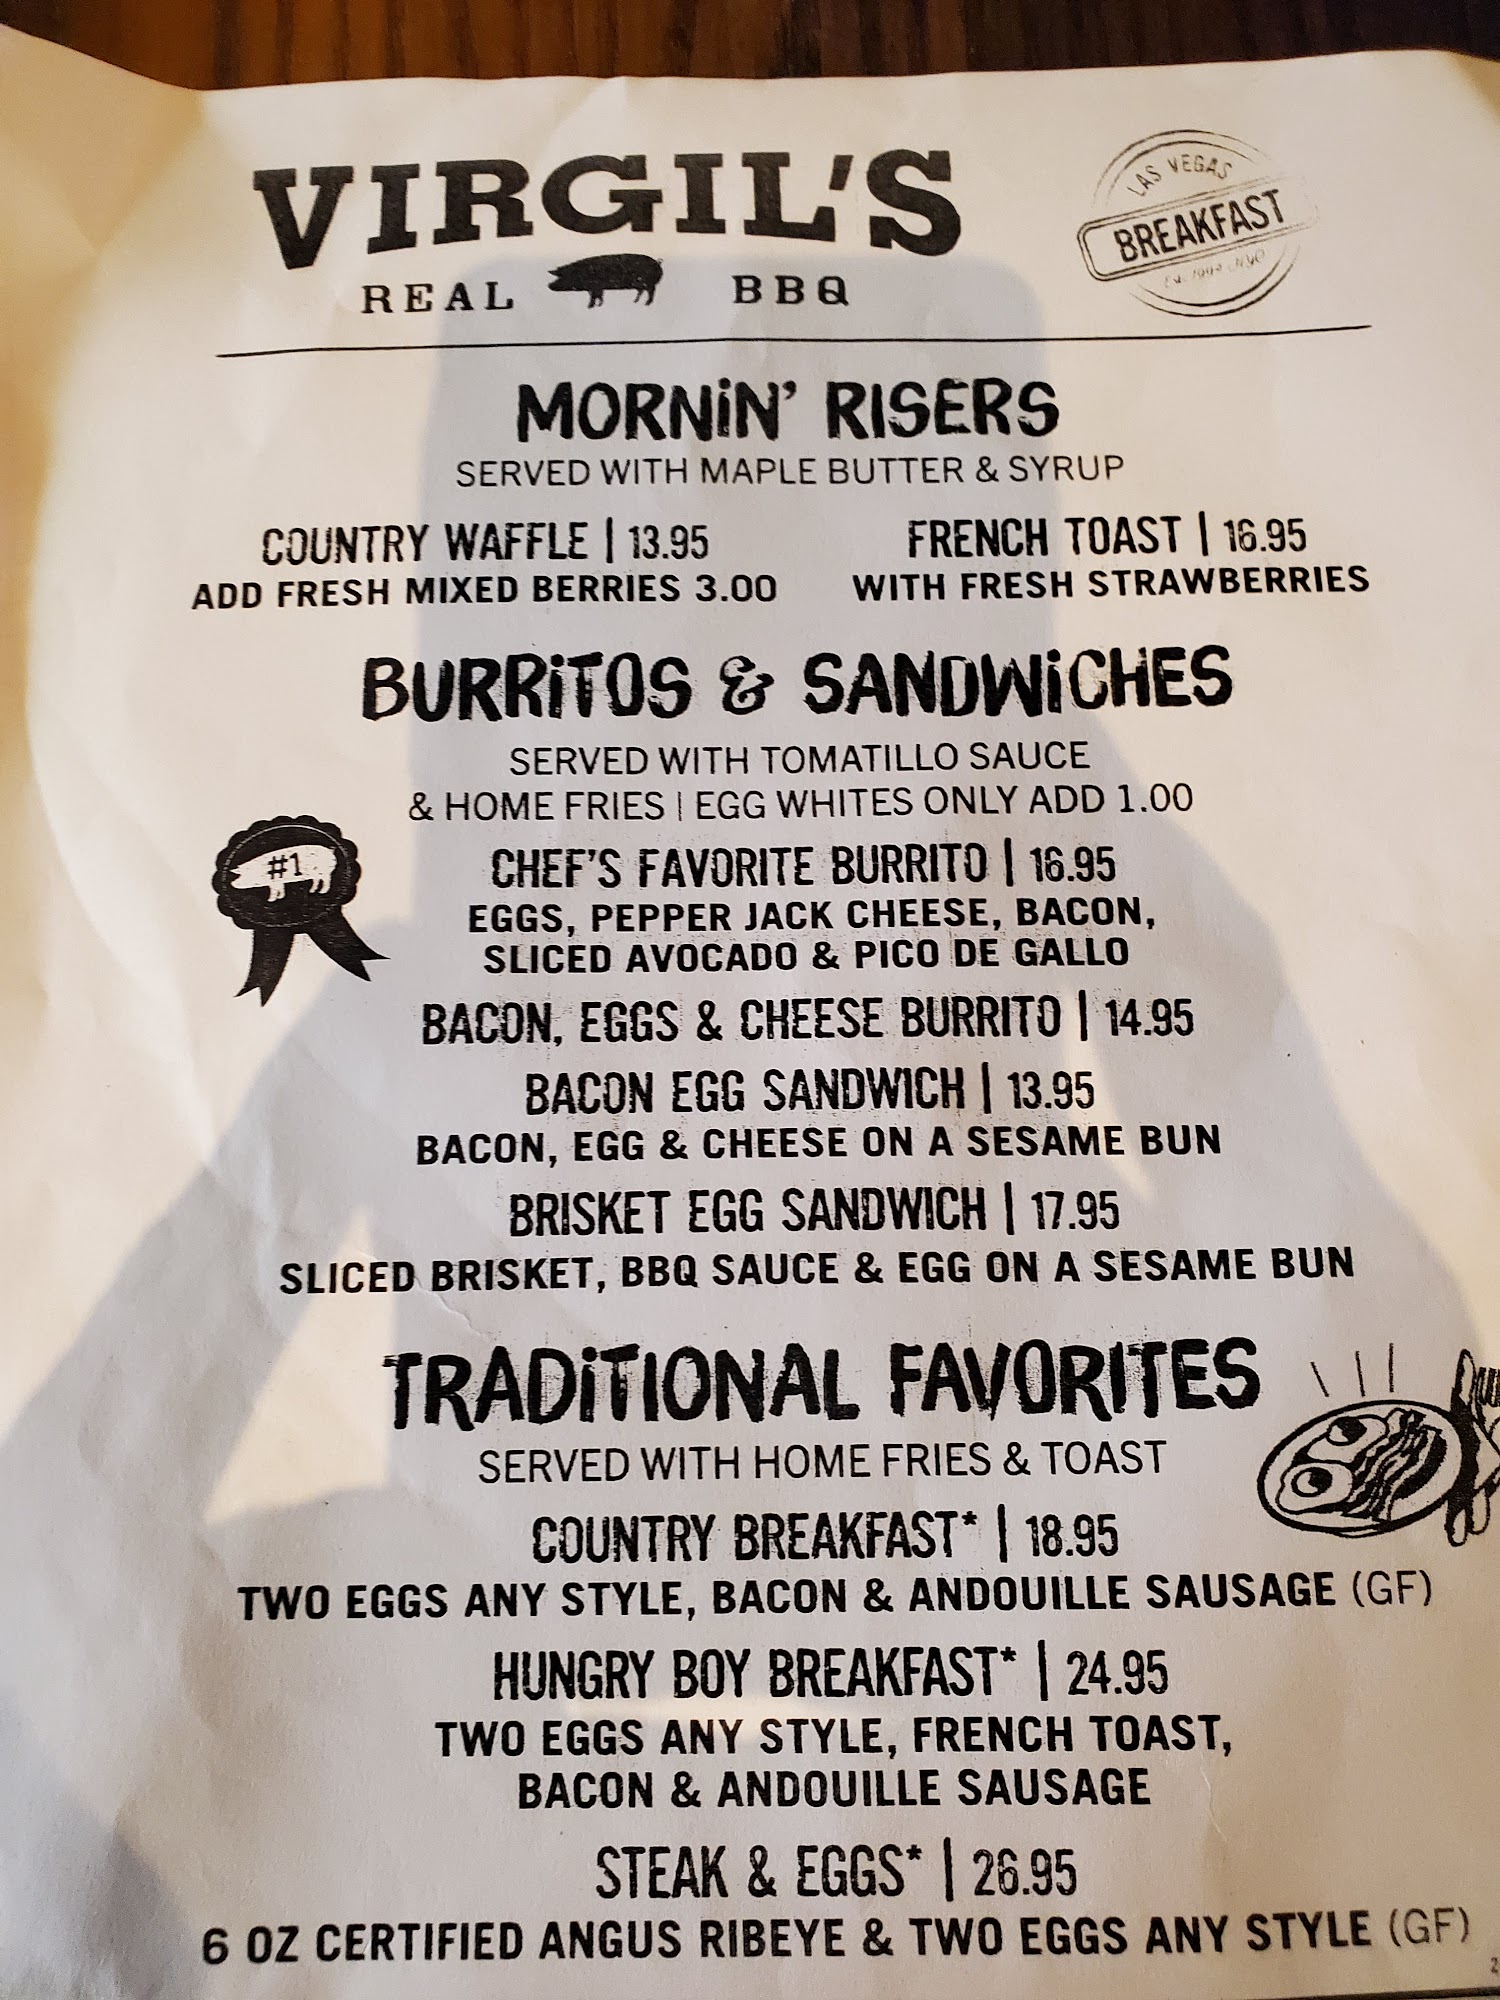 VIRGIL'S
REAL BBQ
LAS VEGAS
BREAKFAST
MORNiN' RISERS
SERVED WITH MAPLE BUTTER & SYRUP
COUNTRY WAFFLE | 13.95
ADD FRESH MIXED BERRIES 3.00
FRENCH TOAST | 16.95
WITH FRESH STRAWBERRIES
BURRiTOS & SANDWiCHES
SERVED WITH TOMATILLO SAUCE
& HOME FRIES | EGG WHITES ONLY ADD 1.00
#1
CHEF'S FAVORITE BURRITO | 16.95
EGGS, PEPPER JACK CHEESE, BACON,
SLICED AVOCADO & PICO DE GALLO
BACON, EGGS & CHEESE BURRITO | 14.95
BACON EGG SANDWICH | 13.95
BACON, EGG & CHEESE ON A SESAME BUN
BRISKET EGG SANDWICH | 17.95
SLICED BRISKET, BBQ SAUCE & EGG ON A SESAME BUN
TRADiTIONAL FAVORITES
SERVED WITH HOME FRIES & TOAST
COUNTRY BREAKFAST* | 18.95
TWO EGGS ANY STYLE, BACON & ANDOUILLE SAUSAGE (GF)
HUNGRY BOY BREAKFAST* | 24.95
TWO EGGS ANY STYLE, FRENCH TOAST,
BACON & ANDOUILLE SAUSAGE
STEAK & EGGS* | 26.95
6 OZ CERTIFIED ANGUS RIBEYE & TWO EGGS ANY STYLE (GF)